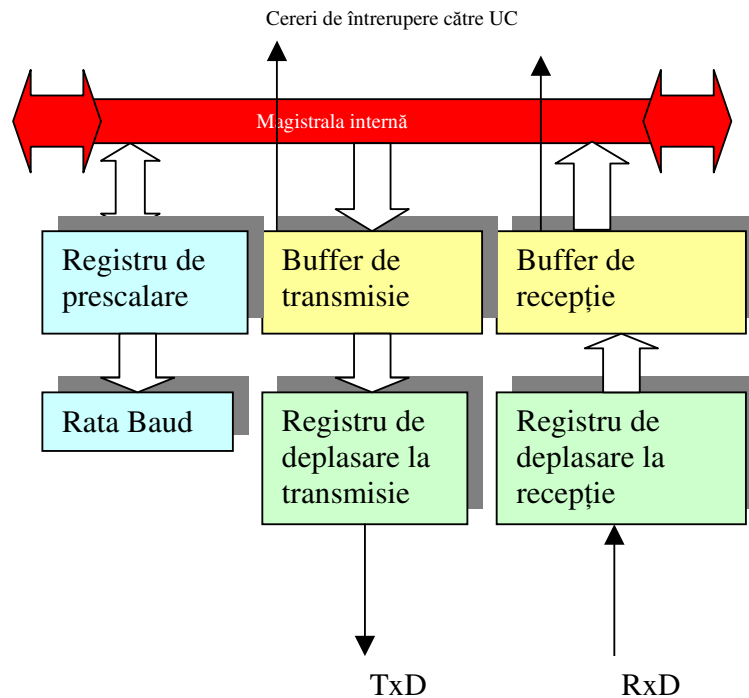 Cereri de întrerupere către UC
Magistrala internă
Registru de
prescalare
Buffer de
transmisie
Buffer de
recepție
Rata Baud
Registru de
deplasare la
transmisie
Registru de
deplasare la
recepție
TxD
RxD